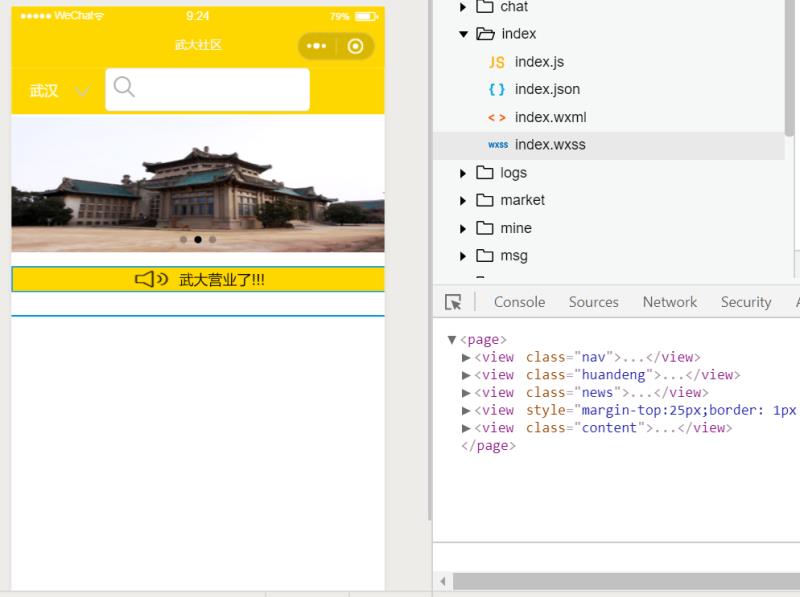 WeChat 9:24 79%
武大社区
武汉
武大营业了!!!
chat
index
JS index.js
{ } index.json
< > index.wxml
wxss index.wxss
logs
market
mine
msg
Console Sources Network Security
▼<page>
▶<view class="nav">...</view>
▶<view class="huandeng">...</view>
▶<view class="news">...</view>
▶<view style="margin-top:25px;border: 1px
▶<view class="content">...</view>
</page>